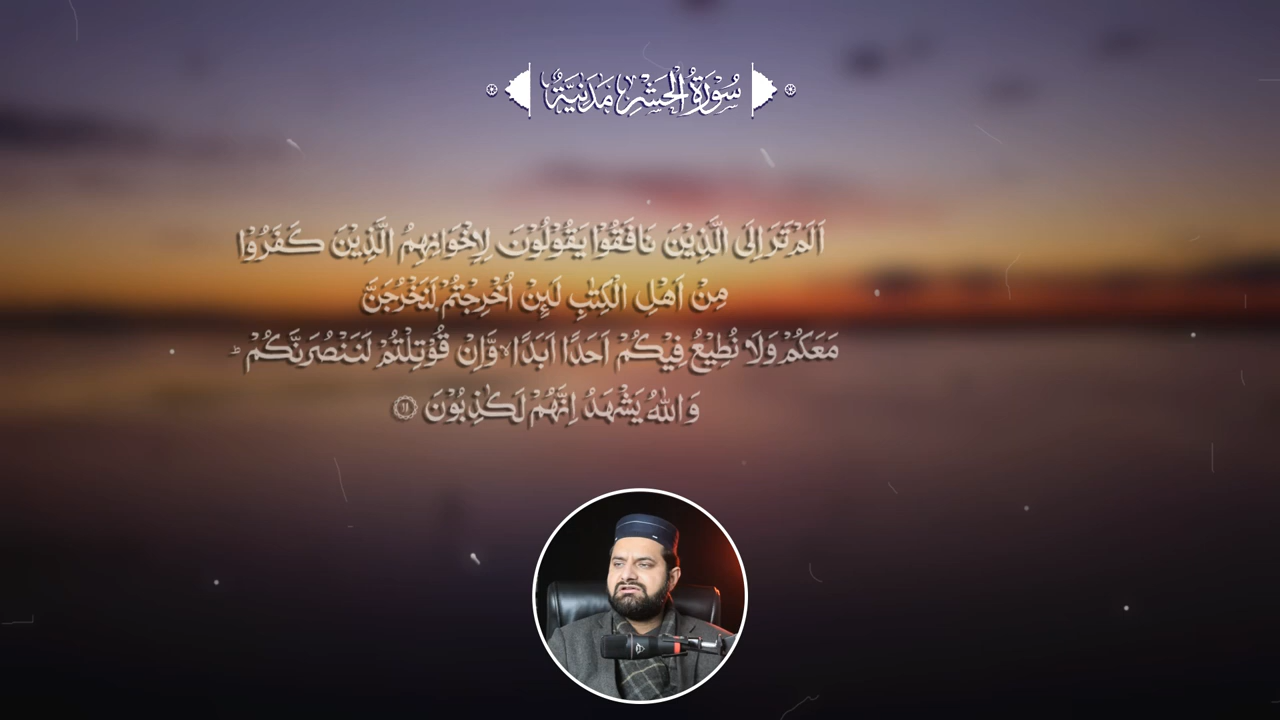 سُوْرَةُ الْحَشْرِ مَدَنِيَّةٌ
اَلَمْ تَرَ اِلَى الَّذِيْنَ نَافَقُوْا يَقُوْلُوْنَ لِاِخْوَانِهِمُ الَّذِيْنَ كَفَرُوْا
مِنْ اَهْلِ الْكِتٰبِ لَىِٕنْ اُخْرِجْتُمْ لَنَخْرُجَنَّ
مَعَكُمْ وَلَا نُطِيْعُ فِيْكُمْ اَحَدًا اَبَدًاۙ وَّاِنْ قُوْتِلْتُمْ لَنَنْصُرَنَّكُمْؕ
وَاللّٰهُ يَشْهَدُ اِنَّهُمْ لَكٰذِبُوْنَ ۝۱۱